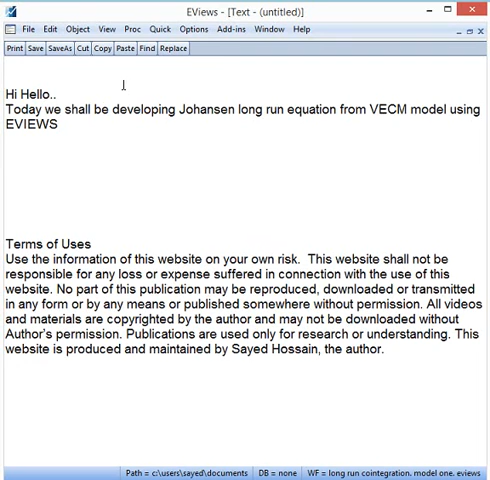 EViews - [Text - (untitled)]
File Edit Object View Proc Quick Options Add-ins Window Help
Print Save SaveAs Cut Copy Paste Find Replace
Hi Hello..
Today we shall be developing Johansen long run equation from VECM model using
EVIEWS
Terms of Uses
Use the information of this website on your own risk. This website shall not be
responsible for any loss or expense suffered in connection with the use of this
website. No part of this publication may be reproduced, downloaded or transmitted
in any form or by any means or published somewhere without permission. All videos
and materials are copyrighted by the author and may not be downloaded without
Author's permission. Publications are used only for research or understanding. This
website is produced and maintained by Sayed Hossain, the author.
Path = c:\users\sayed\documents DB = none WF = long run cointegration. model one. eviews